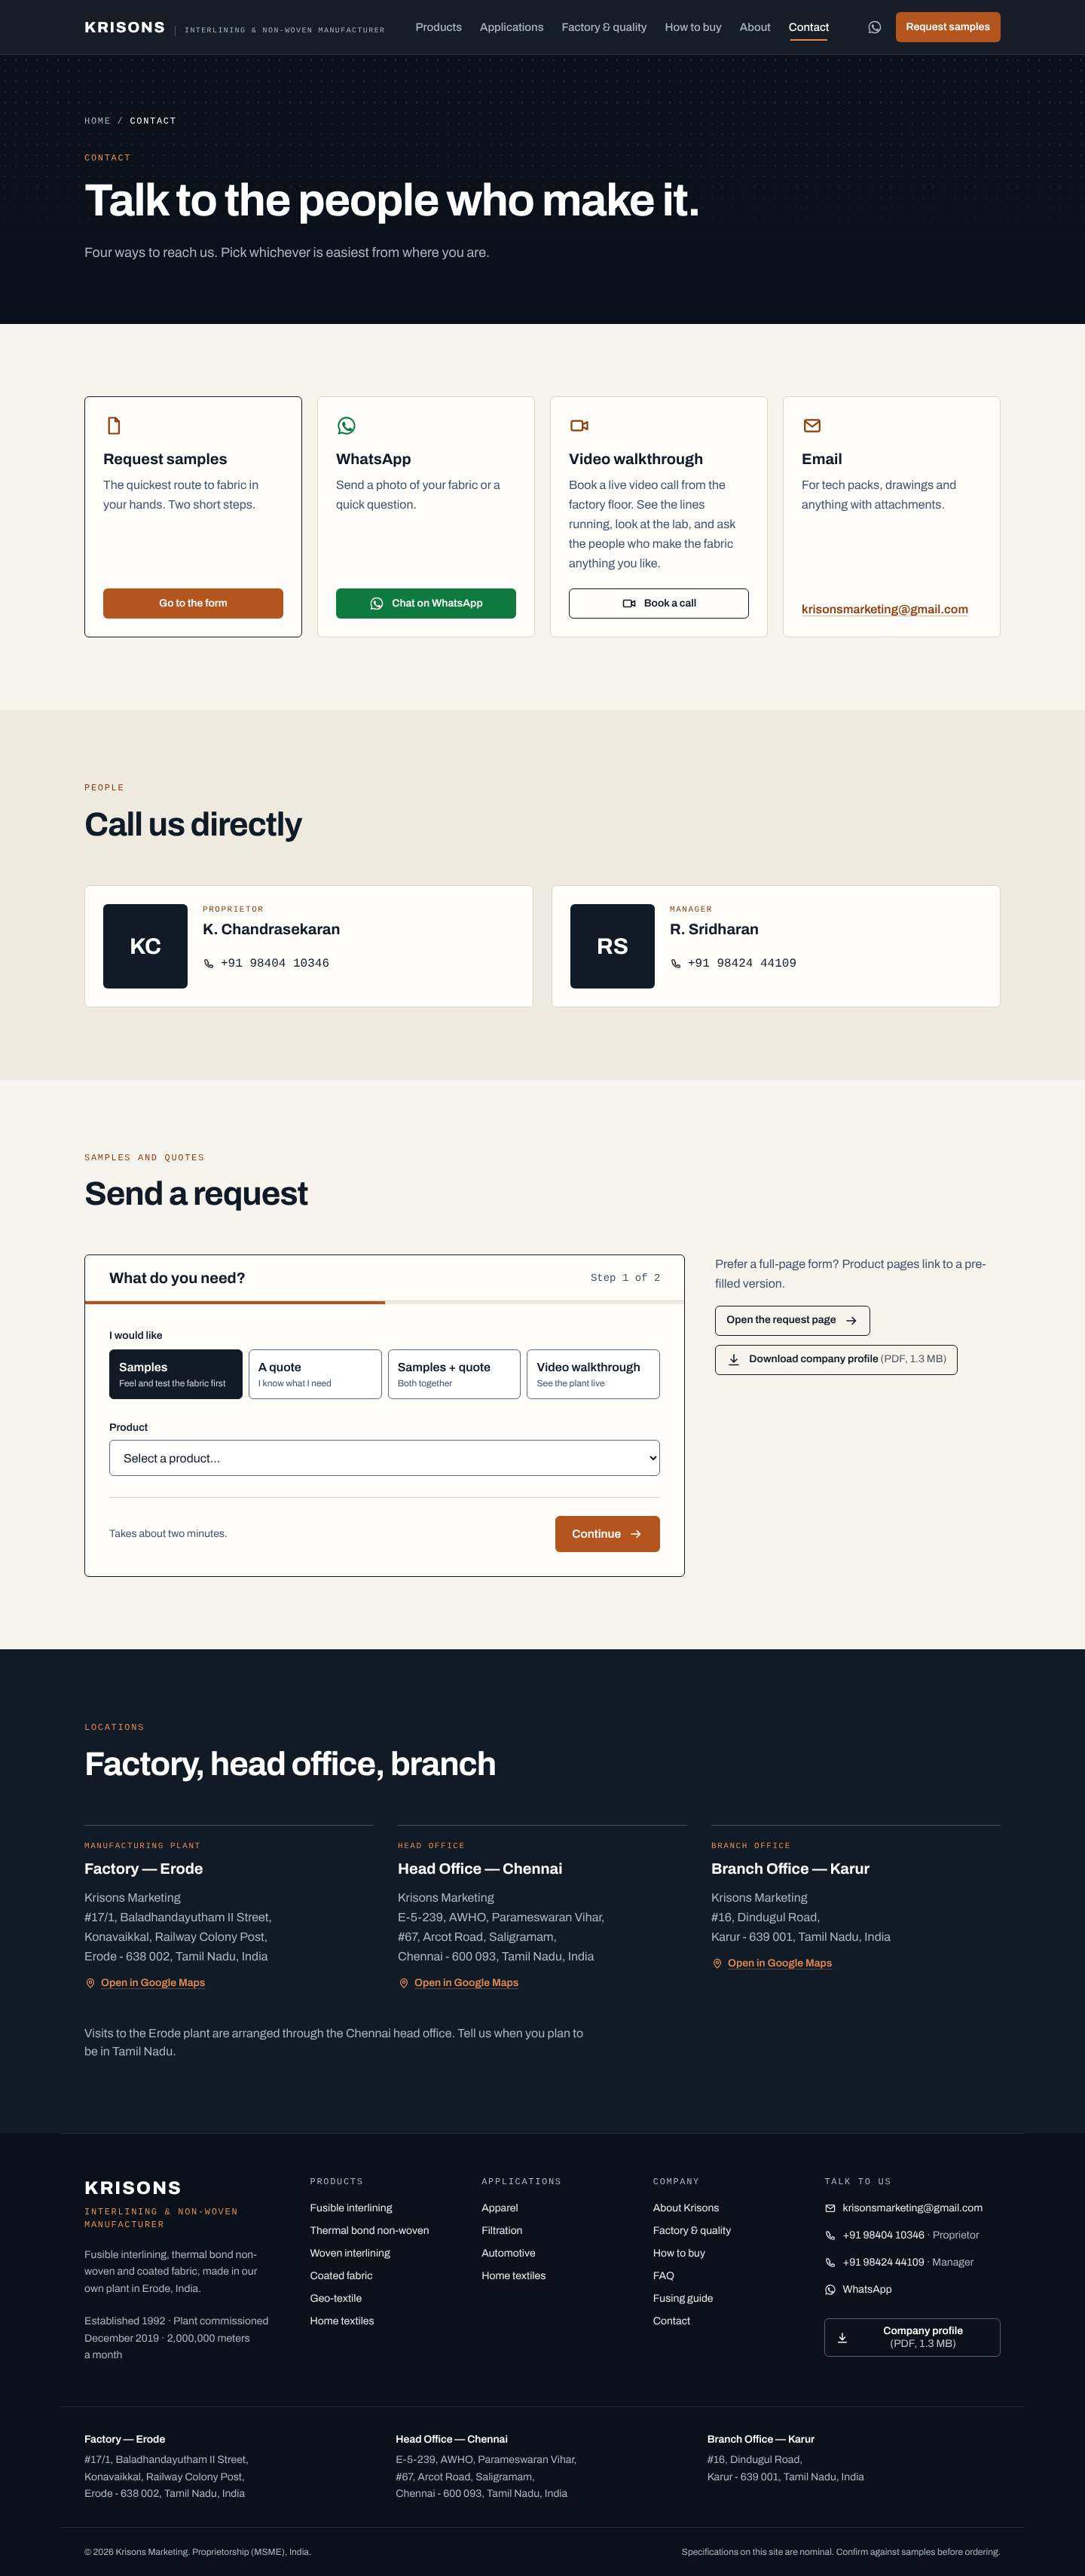 KRISONS
INTERLINING & NON-WOVEN MANUFACTURER
Products
Applications
Factory & quality
How to buy
About
Contact
Request samples
HOME / CONTACT
CONTACT
Talk to the people who make it.
Four ways to reach us. Pick whichever is easiest from where you are.
Request samples
The quickest route to fabric in
your hands. Two short steps.
Go to the form
WhatsApp
Send a photo of your fabric or a
quick question.
Chat on WhatsApp
Video walkthrough
Book a live video call from the
factory floor. See the lines
running, look at the lab, and ask
the people who make the fabric
anything you like.
Book a call
Email
For tech packs, drawings and
anything with attachments.
krisonsmarketing@gmail.com
PEOPLE
Call us directly
KC
PROPRIETOR
K. Chandrasekaran
+91 98404 10346
RS
MANAGER
R. Sridharan
+91 98424 44109
SAMPLES AND QUOTES
Send a request
What do you need?
Step 1 of 2
I would like
Samples
Feel and test the fabric first
A quote
I know what I need
Samples + quote
Both together
Video walkthrough
See the plant live
Product
Select a product…
Takes about two minutes.
Continue
Prefer a full-page form? Product pages link to a pre-
filled version.
Open the request page
Download company profile (PDF, 1.3 MB)
LOCATIONS
Factory, head office, branch
MANUFACTURING PLANT
Factory — Erode
Krisons Marketing
#17/1, Baladhandayutham II Street,
Konavaikkal, Railway Colony Post,
Erode - 638 002, Tamil Nadu, India
Open in Google Maps
HEAD OFFICE
Head Office — Chennai
Krisons Marketing
E-5-239, AWHO, Parameswaran Vihar,
#67, Arcot Road, Saligramam,
Chennai - 600 093, Tamil Nadu, India
Open in Google Maps
BRANCH OFFICE
Branch Office — Karur
Krisons Marketing
#16, Dindugul Road,
Karur - 639 001, Tamil Nadu, India
Open in Google Maps
Visits to the Erode plant are arranged through the Chennai head office. Tell us when you plan to
be in Tamil Nadu.
KRISONS
INTERLINING & NON-WOVEN
MANUFACTURER
Fusible interlining, thermal bond non-
woven and coated fabric, made in our
own plant in Erode, India.
Established 1992 · Plant commissioned
December 2019 · 2,000,000 meters
a month
PRODUCTS
Fusible interlining
Thermal bond non-woven
Woven interlining
Coated fabric
Geo-textile
Home textiles
APPLICATIONS
Apparel
Filtration
Automotive
Home textiles
COMPANY
About Krisons
Factory & quality
How to buy
FAQ
Fusing guide
Contact
TALK TO US
krisonsmarketing@gmail.com
+91 98404 10346 · Proprietor
+91 98424 44109 · Manager
WhatsApp
Company profile
(PDF, 1.3 MB)
Factory — Erode
#17/1, Baladhandayutham II Street,
Konavaikkal, Railway Colony Post,
Erode - 638 002, Tamil Nadu, India
Head Office — Chennai
E-5-239, AWHO, Parameswaran Vihar,
#67, Arcot Road, Saligramam,
Chennai - 600 093, Tamil Nadu, India
Branch Office — Karur
#16, Dindugul Road,
Karur - 639 001, Tamil Nadu, India
© 2026 Krisons Marketing. Proprietorship (MSME), India.
Specifications on this site are nominal. Confirm against samples before ordering.